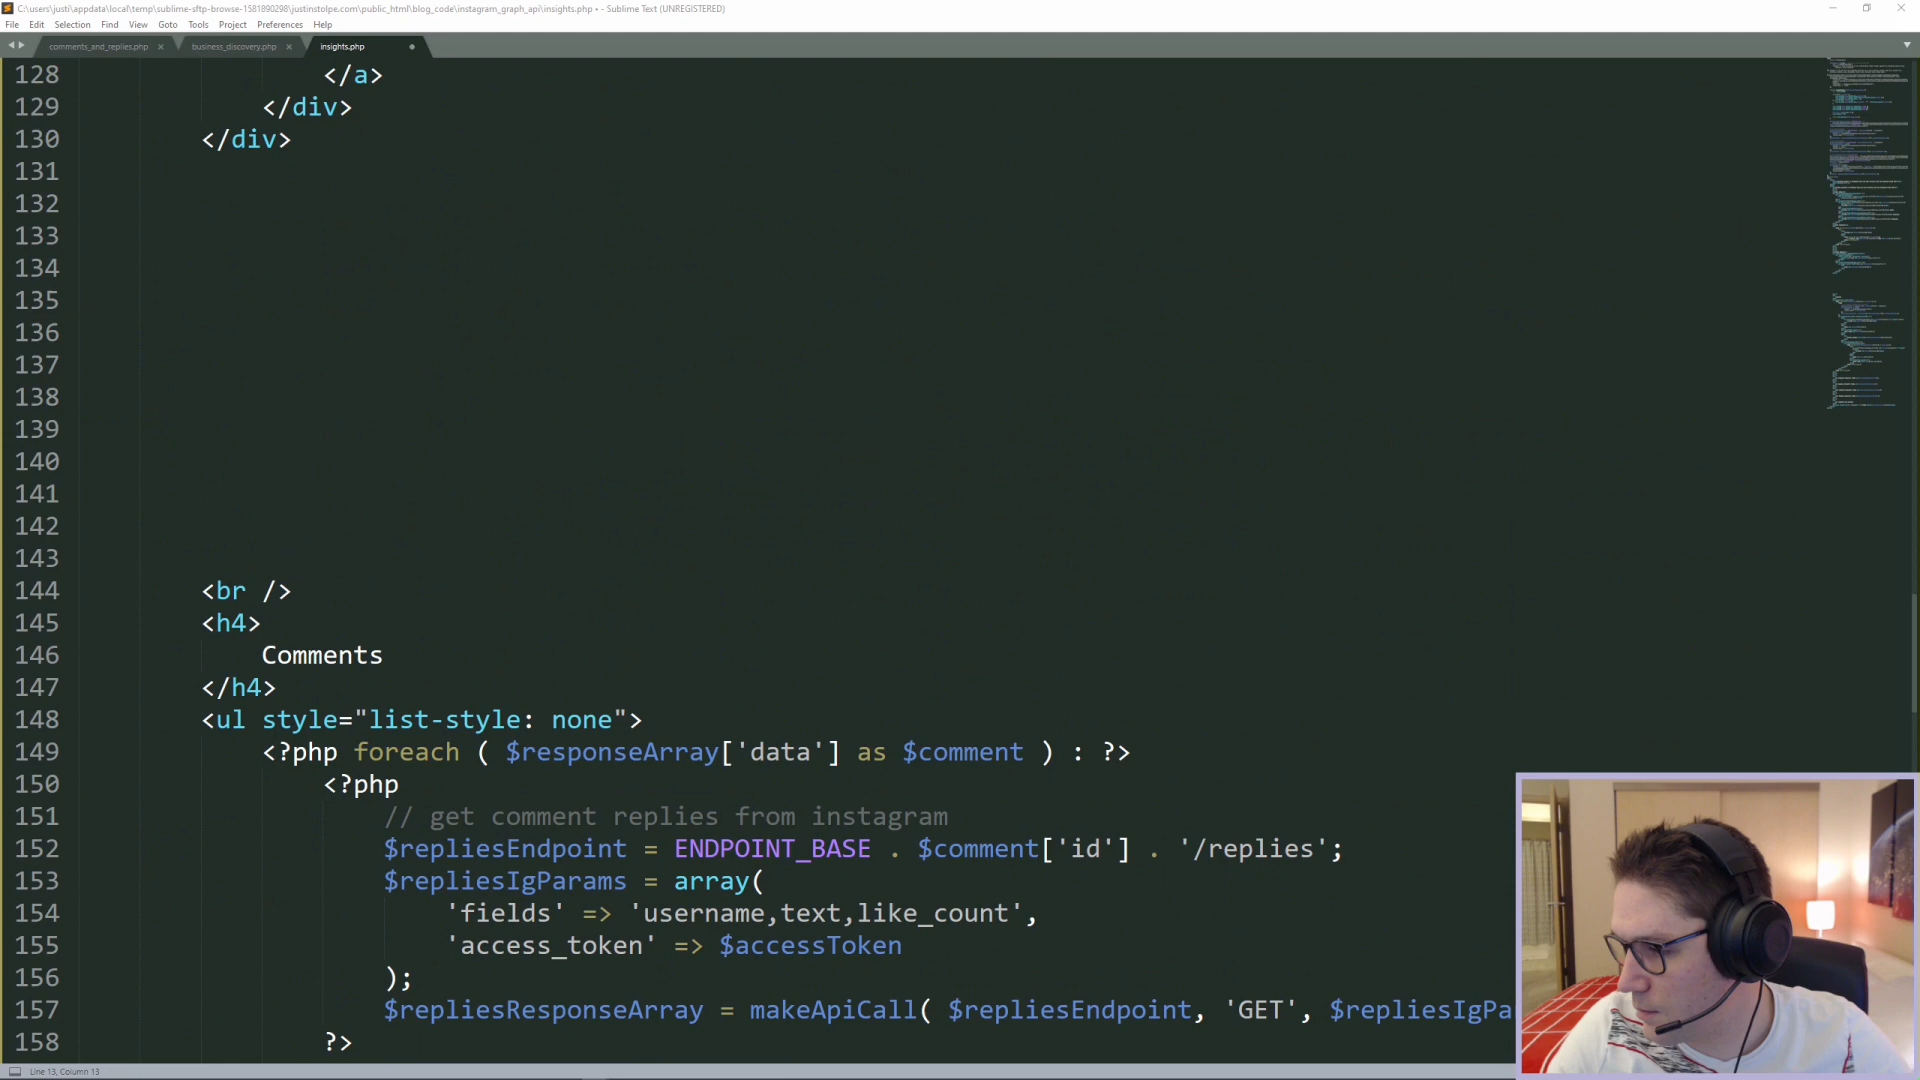 C:\users\justi\appdata\local\temp\sublime-sftp-browse-1581890298\justinstolpe.com\public_html\blog_code\instagram_graph_api\insights.php • - Sublime Text (UNREGISTERED)
File Edit Selection Find View Goto Tools Project Preferences Help
comments_and_replies.php × business_discovery.php × insights.php
128 </a>
129 </div>
130 </div>
131
132
133
134
135
136
137
138
139
140
141
142
143
144 <br />
145 <h4>
146 Comments
147 </h4>
148 <ul style="list-style: none">
149 <?php foreach ( $responseArray['data'] as $comment ) : ?>
150 <?php
151 // get comment replies from instagram
152 $repliesEndpoint = ENDPOINT_BASE . $comment['id'] . '/replies';
153 $repliesIgParams = array(
154 'fields' => 'username,text,like_count',
155 'access_token' => $accessToken
156 );
157 $repliesResponseArray = makeApiCall( $repliesEndpoint, 'GET', $repliesIgPa
158 ?>
Line 13, Column 13